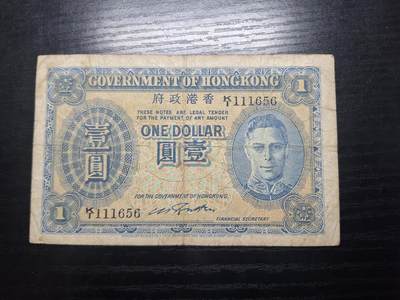 壹 GOVERNMENT OF HONGKONG 1
府政港香
THESE NOTES ARE LEGAL TENDER
FOR THE PAYMENT OF ANY AMOUNT
K/1 111656
壹圓
ONE DOLLAR
圓壹
FOR THE GOVERNMENT OF HONGKONG.
K/1 111656
FINANCIAL SECRETARY
1 壹